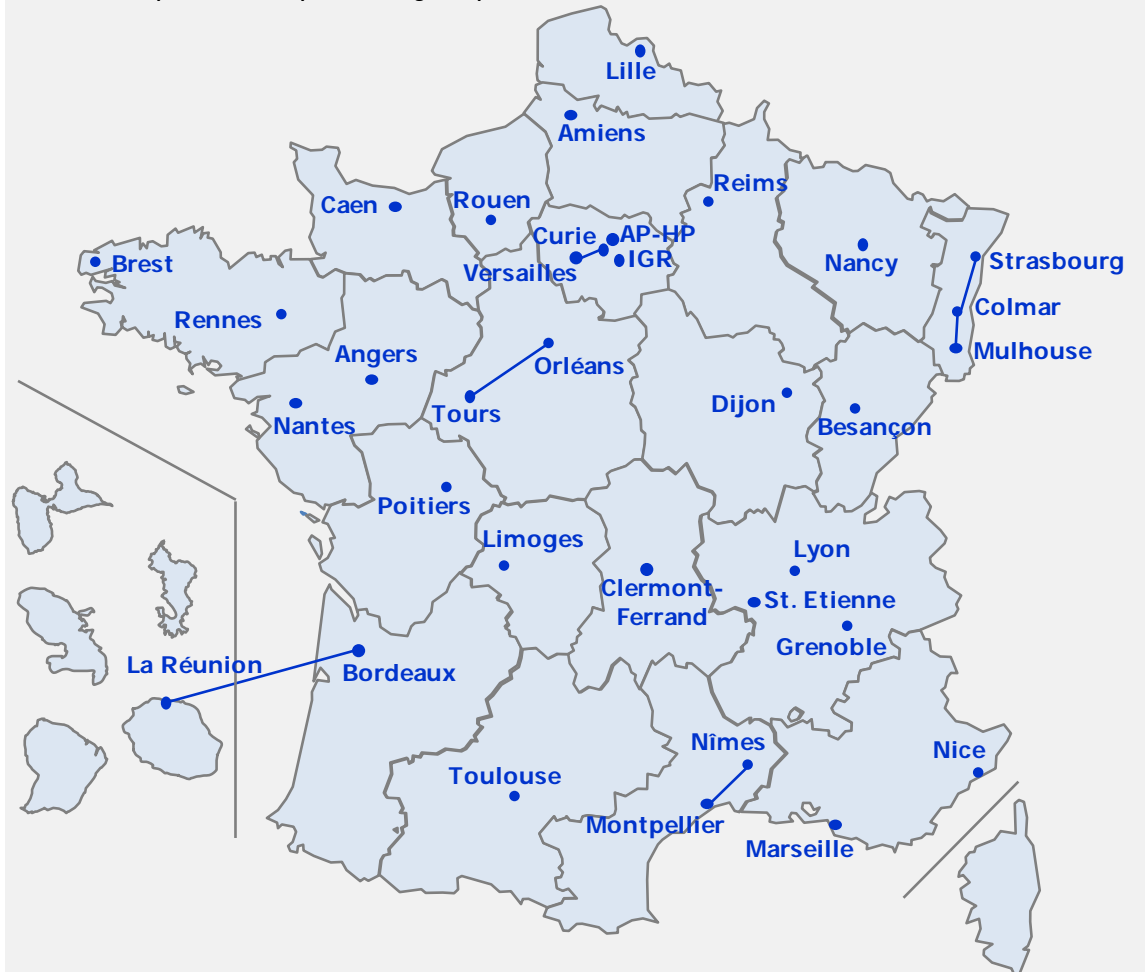 Lille
Amiens
Reims
Caen
Rouen
Curie
AP-HP
Versailles
IGR
Nancy
Brest
Strasbourg
Rennes
Colmar
Angers
Mulhouse
Orléans
Tours
Dijon
Nantes
Besançon
Poitiers
Limoges
Lyon
Clermont-
Ferrand
St. Etienne
Grenoble
La Réunion
Bordeaux
Nîmes
Nice
Toulouse
Montpellier
Marseille